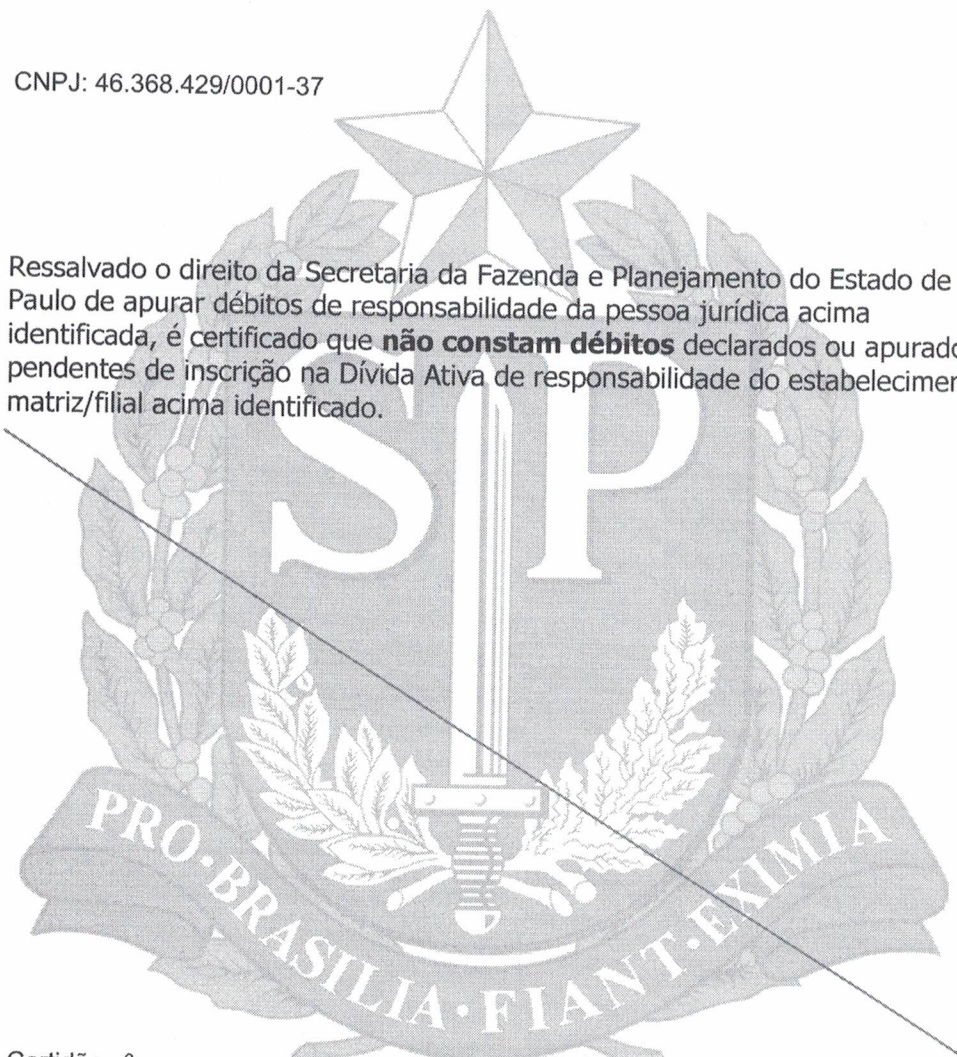 CNPJ: 46.368.429/0001-37
Ressalvado o direito da Secretaria da Fazenda e Planejamento do Estado de
Paulo de apurar débitos de responsabilidade da pessoa jurídica acima
identificada, é certificado que não constam débitos declarados ou apurado
pendentes de inscrição na Dívida Ativa de responsabilidade do estabelecimen
matriz/filial acima identificado.
SP
PRO·BRASILIA·FIANT·EXIMIA